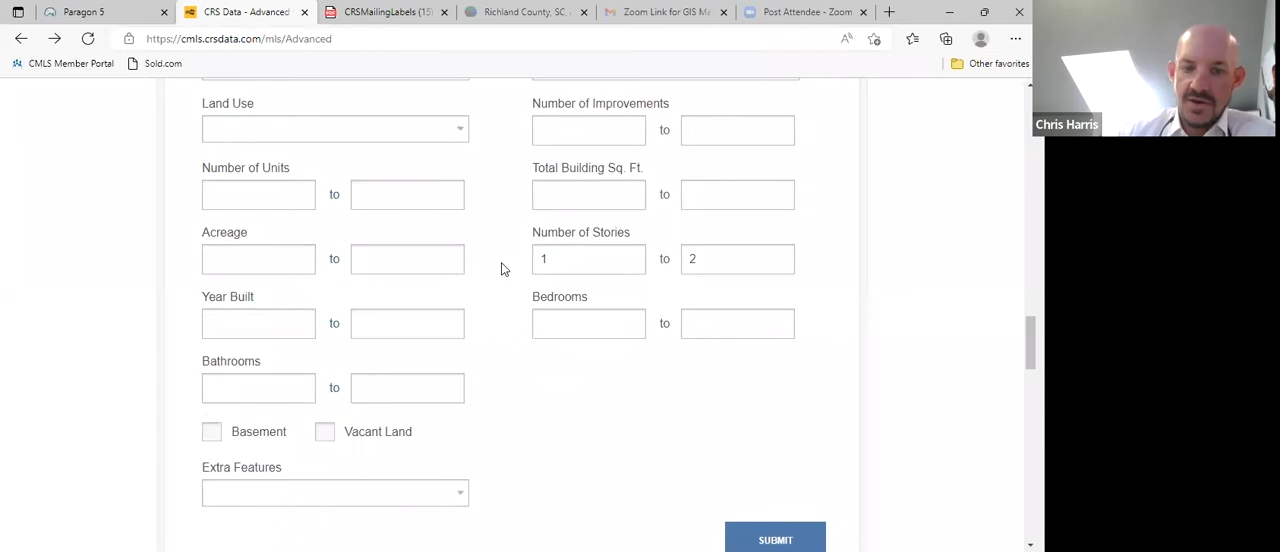 Paragon 5
CRS Data - Advanced
CRSMailingLabels (15)
Richland County, SC,
Zoom Link for GIS Ma
Post Attendee - Zoom
https://cmls.crsdata.com/mls/Advanced
CMLS Member Portal
Sold.com
Other favorites
Chris Harris
Land Use
Number of Improvements
to
Number of Units
Total Building Sq. Ft.
to
to
Acreage
Number of Stories
to
1 to 2
Year Built
Bedrooms
to
to
Bathrooms
to
Basement
Vacant Land
Extra Features
SUBMIT